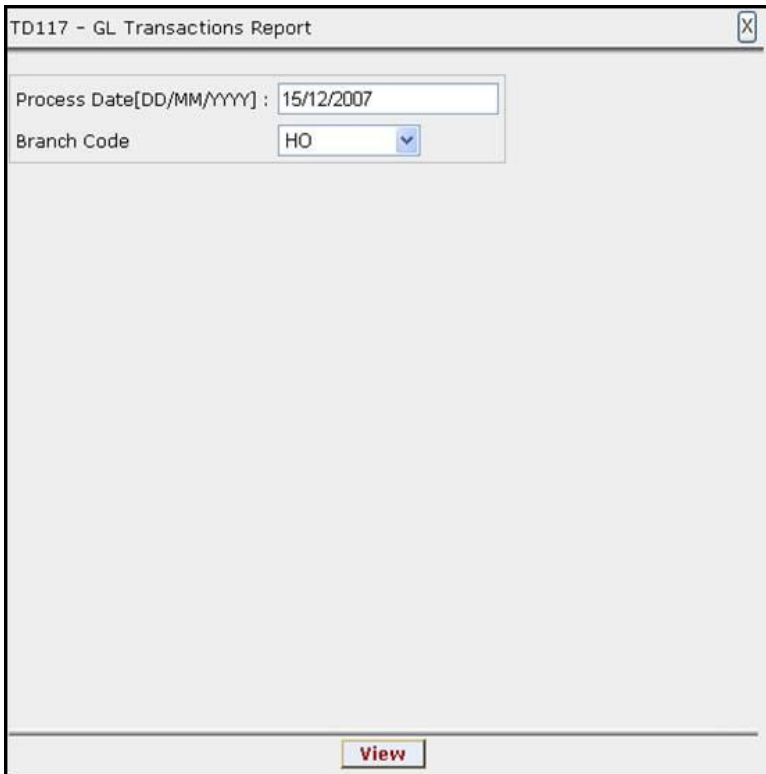 TD117 - GL Transactions Report X
Process Date[DD/MM/YYYY] : 15/12/2007
Branch Code HO
View